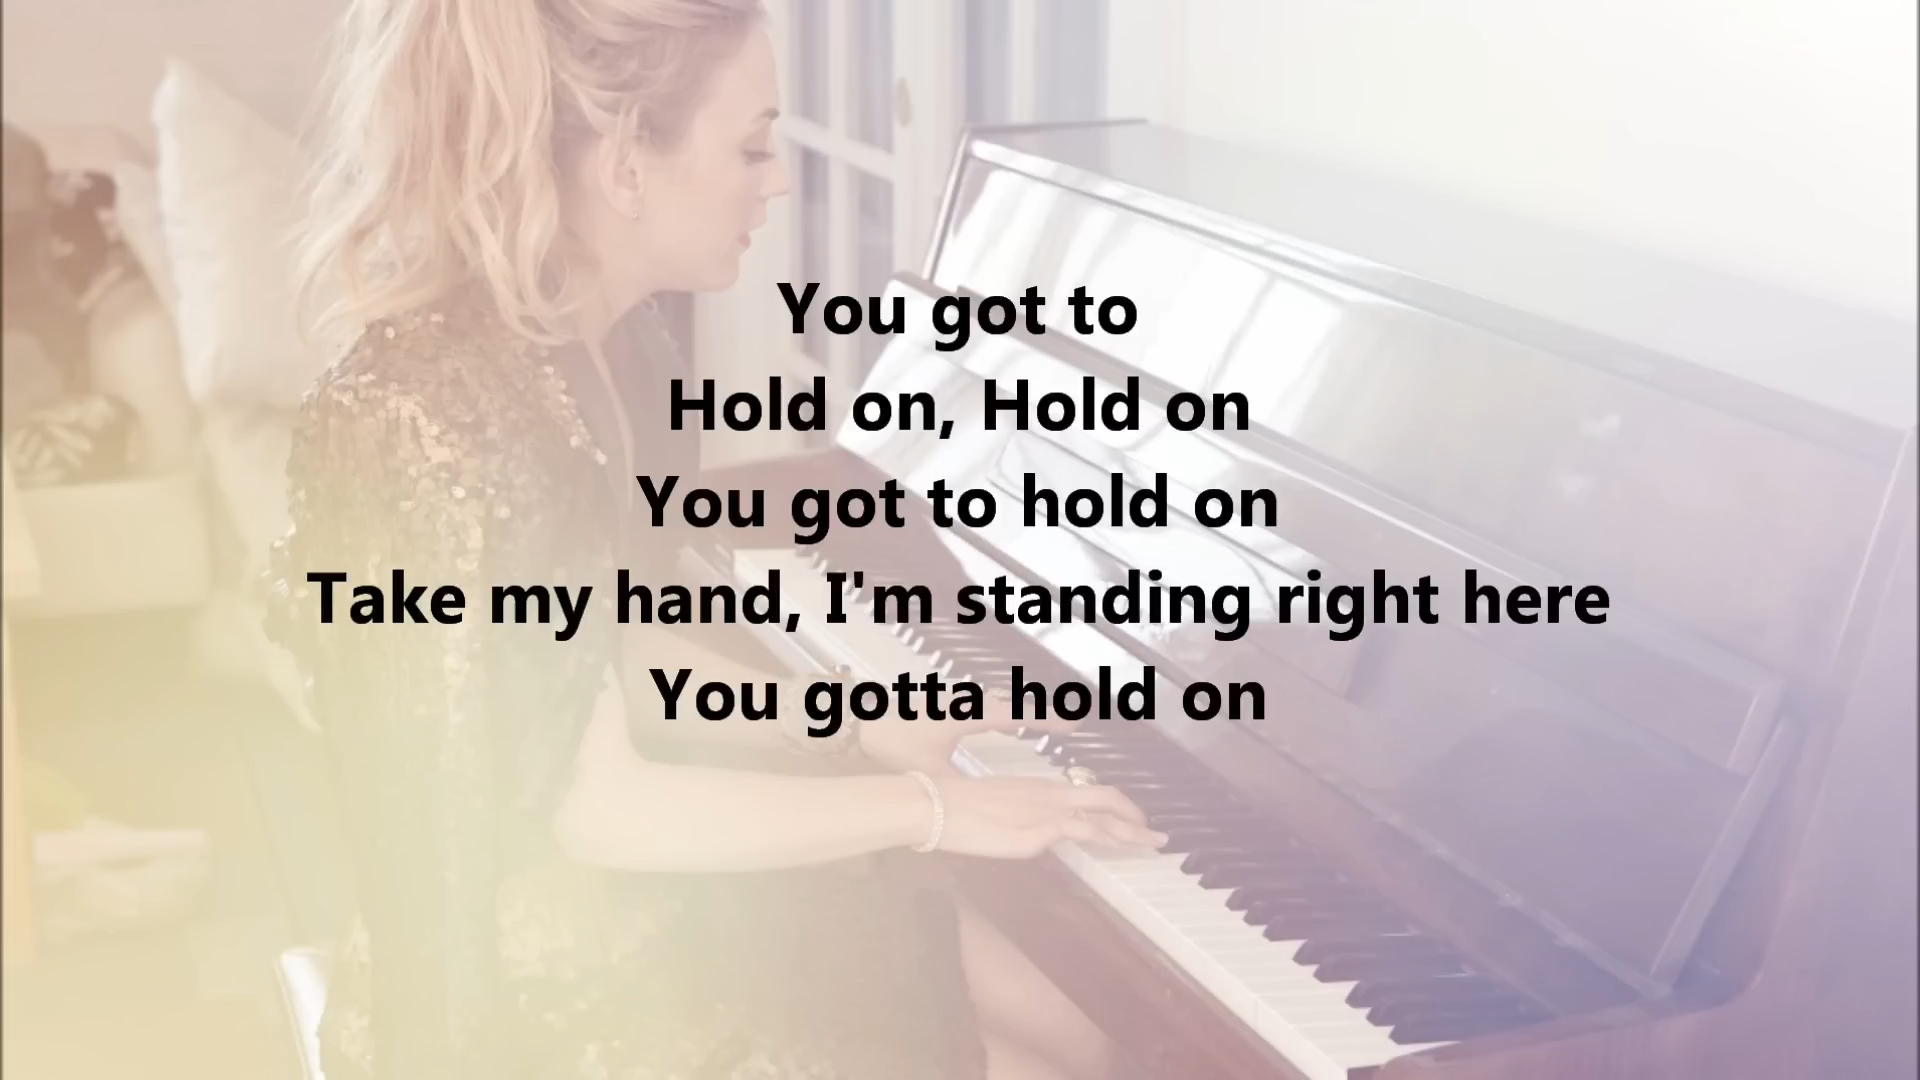 You got to
Hold on, Hold on
You got to hold on
Take my hand, I'm standing right here
You gotta hold on